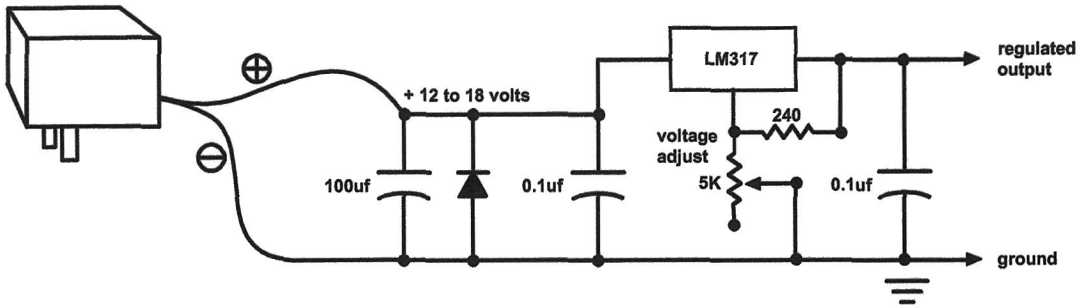 LM317
regulated
output
+ 12 to 18 volts
240
voltage
adjust
100uf
0.1uf
5K
0.1uf
ground